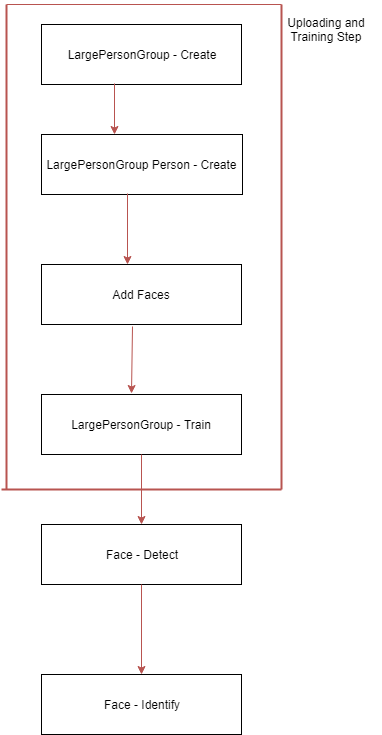 Uploading and
Training Step
LargePersonGroup - Create
LargePersonGroup Person - Create
Add Faces
LargePersonGroup - Train
Face - Detect
Face - Identify